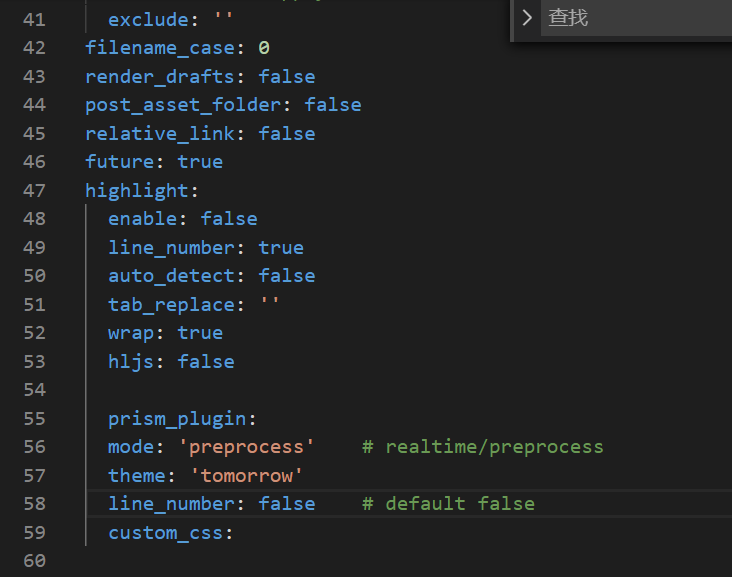 查找
41 exclude: ''
42 filename_case: 0
43 render_drafts: false
44 post_asset_folder: false
45 relative_link: false
46 future: true
47 highlight:
48 enable: false
49 line_number: true
50 auto_detect: false
51 tab_replace: ''
52 wrap: true
53 hljs: false
54
55 prism_plugin:
56 mode: 'preprocess' # realtime/preprocess
57 theme: 'tomorrow'
58 line_number: false # default false
59 custom_css:
60